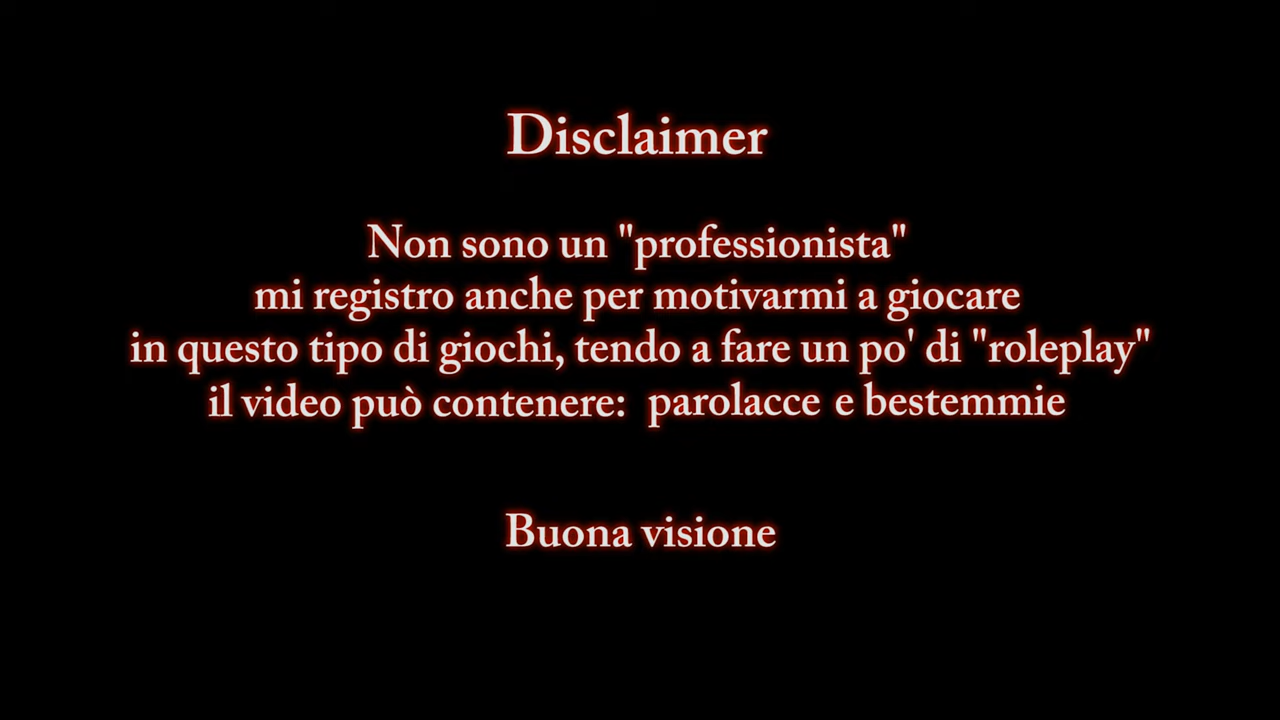 Disclaimer
Non sono un "professionista"
mi registro anche per motivarmi a giocare
in questo tipo di giochi, tendo a fare un po' di "roleplay"
il video può contenere: parolacce e bestemmie
Buona visione